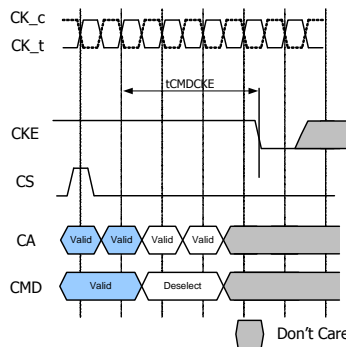 CK_c
CK_t
tCMDCKE
CKE
CS
CA Valid Valid Valid Valid
CMD Valid Deselect
Don't Care